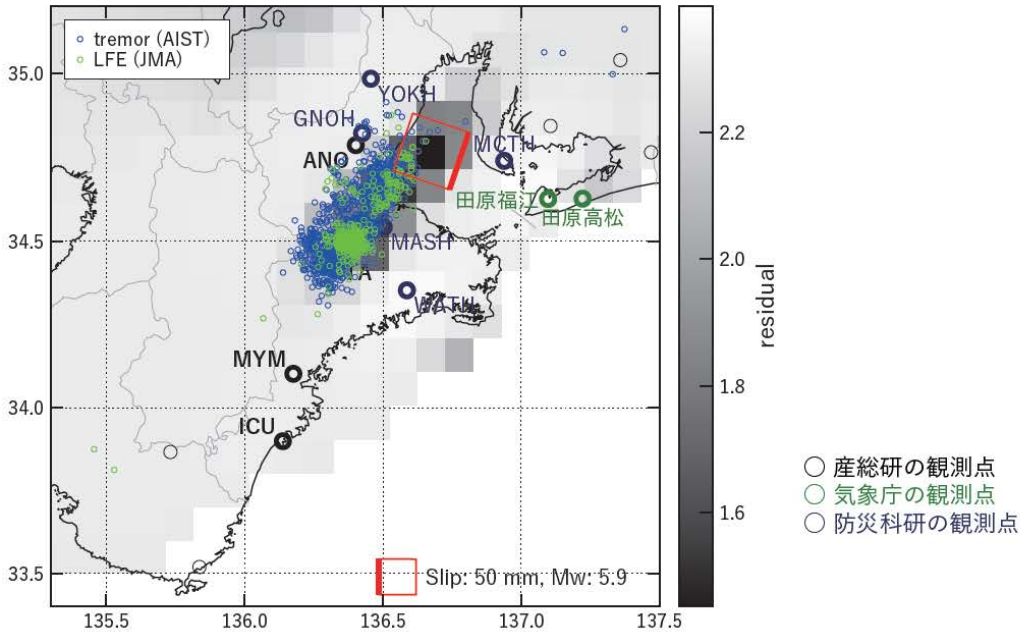 tremor (AIST)
LFE (JMA)
35.0
34.5
34.0
33.5
135.5
136.0
136.5
137.0
137.5
YOKH
GNOH
ANO
MCTH
田原福江
田原高松
MASH
MYM
ICU
Slip: 50 mm, Mw: 5.9
2.2
2.0
1.8
1.6
residual
産総研の観測点
気象庁の観測点
防災科研の観測点